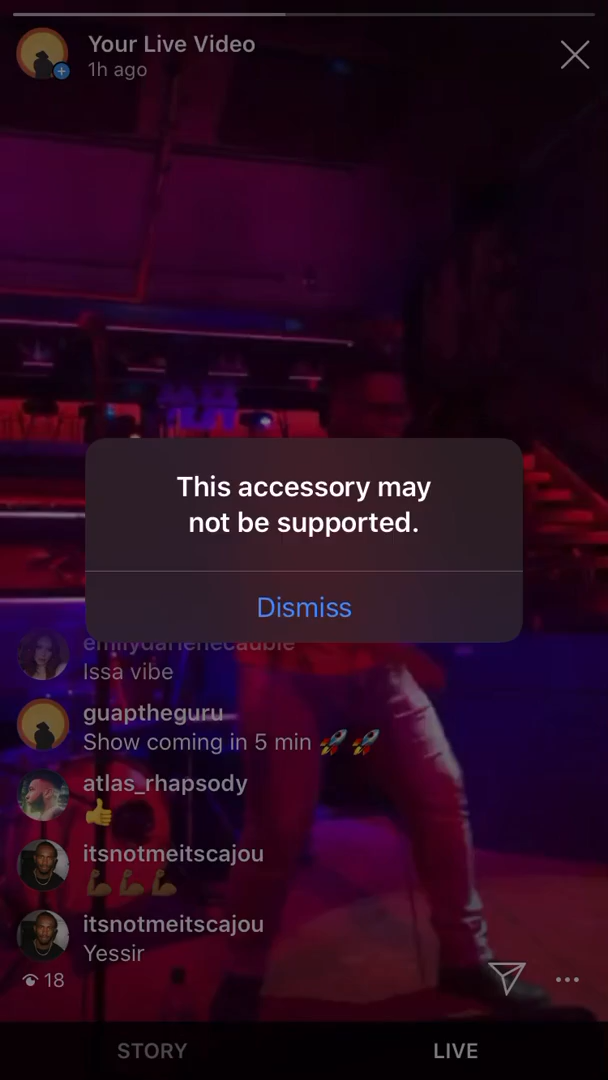 Your Live Video
1h ago
This accessory may
not be supported.
Dismiss
emilydarlenecauble
Issa vibe
guaptheguru
Show coming in 5 min 🚀 🚀
atlas_rhapsody
👍
itsnotmeitscajou
💪🏾💪🏾💪🏾
itsnotmeitscajou
Yessir
18
STORY
LIVE